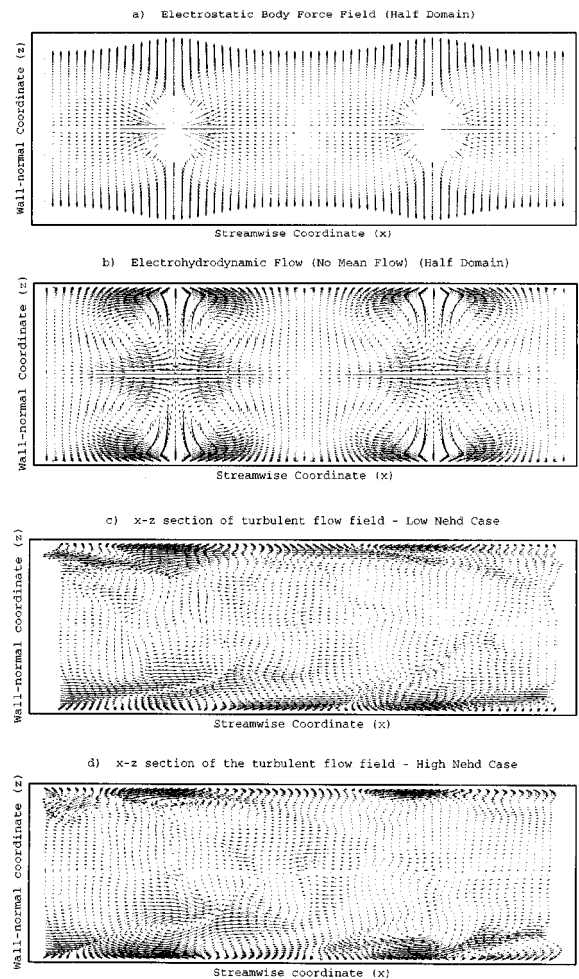 a) Electrostatic Body Force Field (Half Domain)
Wall-normal Coordinate (z)
Streamwise Coordinate (x)
b) Electrohydrodynamic Flow (No Mean Flow) (Half Domain)
Wall-normal Coordinate (z)
Streamwise Coordinate (x)
c) x-z section of turbulent flow field - Low Nehd Case
Wall-normal coordinate (z)
Streamwise Coordinate (x)
d) x-z section of the turbulent flow field - High Nehd Case
Wall-normal Coordinate (z)
Streamwise coordinate (x)